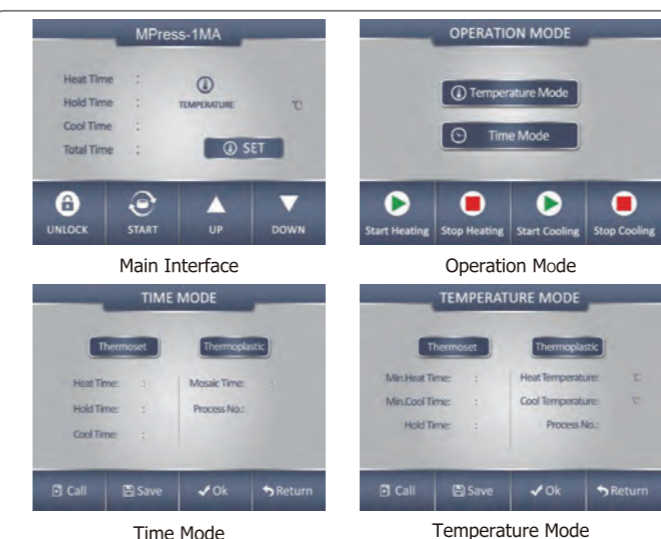 MPress-1MA
Heat Time :
Hold Time :
Cool Time :
Total Time :
TEMPERATURE
℃
SET
UNLOCK START UP DOWN
Main Interface
OPERATION MODE
Temperature Mode
Time Mode
Start Heating Stop Heating Start Cooling Stop Cooling
Operation Mode
TIME MODE
Thermoset Thermoplastic
Heat Time: : Mosaic Time: :
Hold Time: : Process No.:
Cool Time: :
Call Save Ok Return
Time Mode
TEMPERATURE MODE
Thermoset Thermoplastic
Min.Heat Time: : Heat Temperature: ℃
Min.Cool Time: : Cool Temperature: ℃
Hold Time: : Process No.:
Call Save Ok Return
Temperature Mode